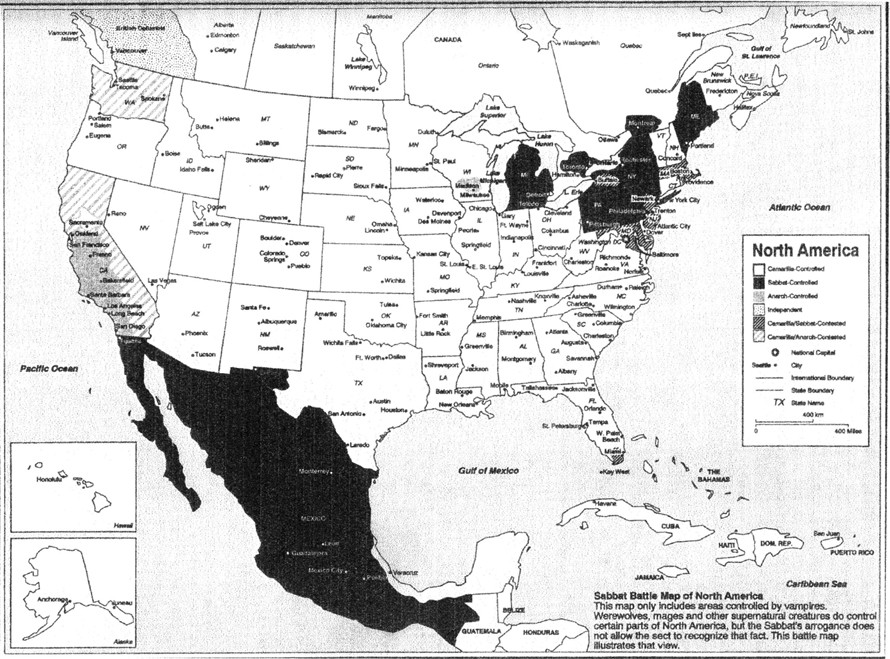 Vancouver
Island
British Columbia
Vancouver
Alberta
Edmonton
Calgary
Saskatchewan
Manitoba
Lake
Winnipeg
Winnipeg
CANADA
Ontario
Waskaganish
Quebec
Sept Iles
Gulf of
St. Lawrence
Newfoundland
St. Johns
New
Brunswick
P.E.I.
Fredericton
Nova Scotia
Halifax
Quebec
Montreal
Ottawa
Seattle
Tacoma
Spokane
WA
Portland
Salem
Eugene
OR
Butte
Helena
MT
Billings
Boise
ID
Idaho Falls
Sheridan
WY
Cheyenne
Bismarck
ND
Fargo
SD
Pierre
Rapid City
Sioux Falls
NE
Omaha
Lincoln
Duluth
MN
Minneapolis
St. Paul
Lake
Superior
WI
Madison
Milwaukee
Lake
Michigan
Lake
Huron
MI
Detroit
Toledo
Toronto
Hamilton
L. Erie
Buffalo
Rochester
NY
VT
NH
Concord
ME
Portland
MA
Boston
CT
Providence
Newark
New York City
Trenton
PA
Philadelphia
Pittsburgh
Atlantic City
Dover
Baltimore
Washington DC
Waterloo
IA
Davenport
Des Moines
Chicago
IL
Peoria
Springfield
Gary
Ft. Wayne
Indianapolis
IN
Cleveland
OH
Columbus
Cincinnati
WV
Charleston
Richmond
VA
Roanoke
Norfolk
Frankfort
Louisville
KY
Sacramento
Oakland
San Francisco
Fresno
CA
Bakersfield
Santa Barbara
Los Angeles
Long Beach
San Diego
Tijuana
Reno
NV
Las Vegas
Ogden
Salt Lake City
Provo
UT
Boulder
Denver
Colorado
Springs
CO
Pueblo
Topeka
KS
Wichita
Kansas City
St. Louis
E. St. Louis
MO
Springfield
AZ
Phoenix
Tucson
Santa Fe
Albuquerque
NM
Roswell
Amarillo
Tulsa
OK
Oklahoma City
Wichita Falls
Ft. Worth
Dallas
TX
Austin
San Antonio
Houston
Laredo
Fort Smith
AR
Little Rock
Shreveport
LA
Baton Rouge
New Orleans
Memphis
Nashville
TN
Knoxville
Asheville
Charlotte
Durham
Raleigh
NC
Wilmington
Greenville
SC
Columbia
Charleston
MS
Greenville
Jackson
Birmingham
AL
Montgomery
Mobile
Atlanta
Augusta
GA
Savannah
Albany
Tallahassee
Jacksonville
FL
Orlando
Tampa
St. Petersburg
W. Palm
Beach
Miami
Key West
Pacific Ocean
Atlantic Ocean
Gulf of Mexico
Caribbean Sea
Monterrey
MEXICO
Leon
Guadalajara
Mexico City
Puebla
Veracruz
BELIZE
GUATEMALA
HONDURAS
Havana
CUBA
THE
BAHAMAS
HAITI
DOM. REP.
San Juan
PUERTO RICO
JAMAICA
Honolulu
Hawaii
Anchorage
Juneau
Alaska
North America
Camarilla-Controlled
Sabbat-Controlled
Anarch-Controlled
Independent
Camarilla/Sabbat-Contested
Camarilla/Anarch-Contested
National Capital
Seattle
City
International Boundary
State Boundary
TX State Name
400 km
0
400 Miles
Sabbat Battle Map of North America
This map only includes areas controlled by vampires.
Werewolves, mages and other supernatural creatures do control
certain parts of North America, but the Sabbat's arrogance does
not allow the sect to recognize that fact. This battle map
illustrates that view.